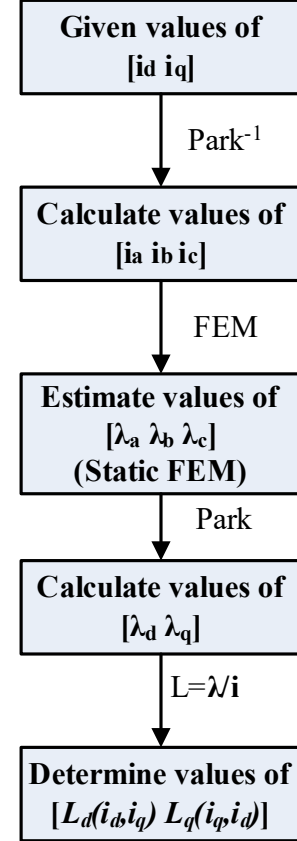 Given values of
[id iq]
Park⁻¹
Calculate values of
[ia ib ic]
FEM
Estimate values of
[λa λb λc]
(Static FEM)
Park
Calculate values of
[λd λq]
L=λ/i
Determine values of
[Ld(id,iq) Lq(iq,id)]